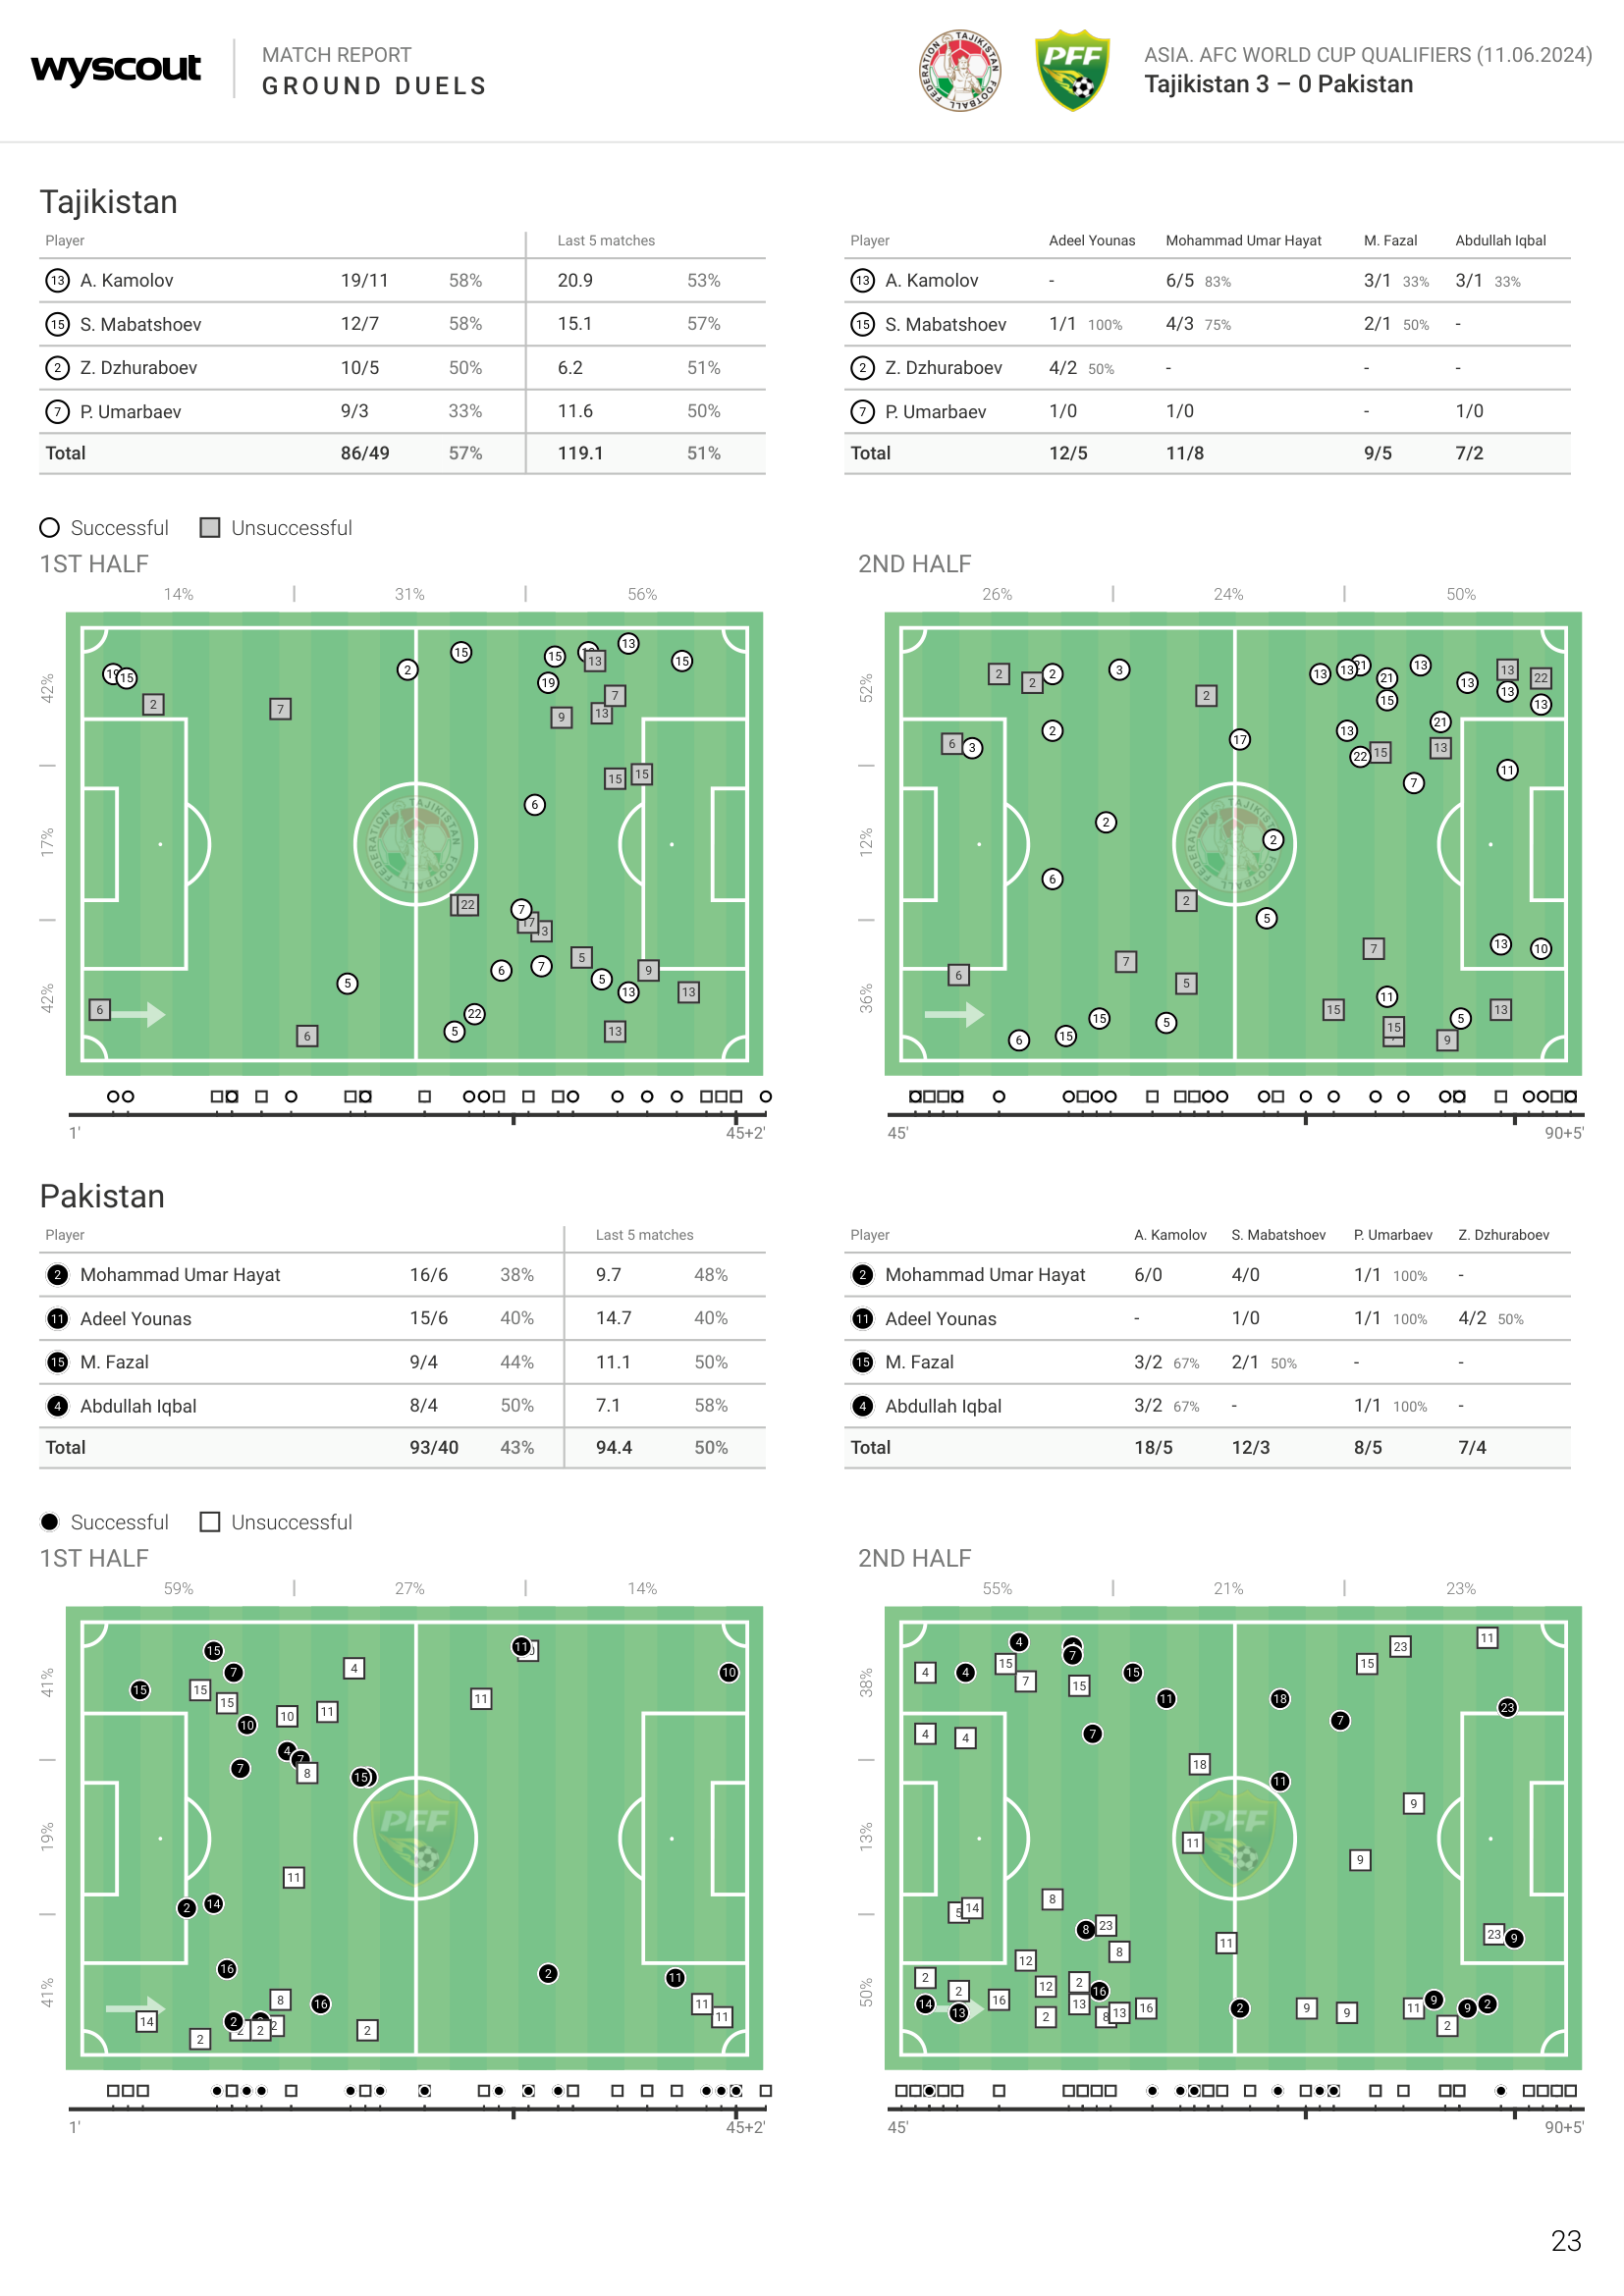 wyscout
MATCH REPORT
GROUND DUELS
ASIA. AFC WORLD CUP QUALIFIERS (11.06.2024)
Tajikistan 3 – 0 Pakistan
Tajikistan
Player Last 5 matches
13 A. Kamolov 19/11 58% 20.9 53%
15 S. Mabatshoev 12/7 58% 15.1 57%
2 Z. Dzhuraboev 10/5 50% 6.2 51%
7 P. Umarbaev 9/3 33% 11.6 50%
Total 86/49 57% 119.1 51%
Player Adeel Younas Mohammad Umar Hayat M. Fazal Abdullah Iqbal
13 A. Kamolov - 6/5 83% 3/1 33% 3/1 33%
15 S. Mabatshoev 1/1 100% 4/3 75% 2/1 50% -
2 Z. Dzhuraboev 4/2 50% - - -
7 P. Umarbaev 1/0 1/0 - 1/0
Total 12/5 11/8 9/5 7/2
Successful Unsuccessful
1ST HALF
14% 31% 56%
42%
17%
42%
1' 45+2'
2ND HALF
26% 24% 50%
52%
12%
36%
45' 90+5'
Pakistan
Player Last 5 matches
2 Mohammad Umar Hayat 16/6 38% 9.7 48%
11 Adeel Younas 15/6 40% 14.7 40%
15 M. Fazal 9/4 44% 11.1 50%
4 Abdullah Iqbal 8/4 50% 7.1 58%
Total 93/40 43% 94.4 50%
Player A. Kamolov S. Mabatshoev P. Umarbaev Z. Dzhuraboev
2 Mohammad Umar Hayat 6/0 4/0 1/1 100% -
11 Adeel Younas - 1/0 1/1 100% 4/2 50%
15 M. Fazal 3/2 67% 2/1 50% - -
4 Abdullah Iqbal 3/2 67% - 1/1 100% -
Total 18/5 12/3 8/5 7/4
Successful Unsuccessful
1ST HALF
59% 27% 14%
41%
19%
41%
1' 45+2'
2ND HALF
55% 21% 23%
38%
13%
50%
45' 90+5'
23